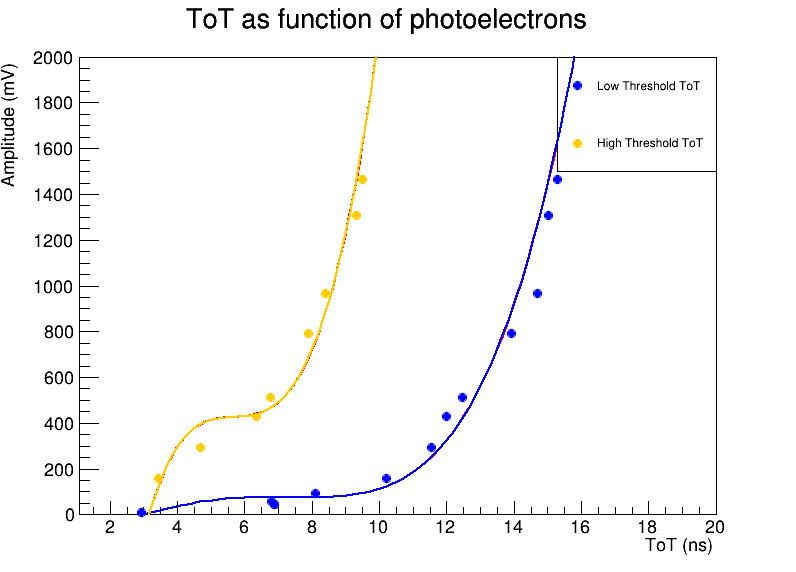 ToT as function of photoelectrons
Amplitude (mV)
2000
1800
1600
1400
1200
1000
800
600
400
200
0
2 4 6 8 10 12 14 16 18 20
ToT (ns)
Low Threshold ToT
High Threshold ToT